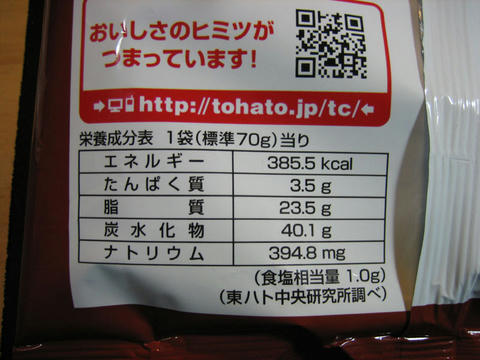 おいしさのヒミツが
つまっています!
http://tohato.jp/tc/
栄養成分表 1袋(標準70g)当り
エネルギー 385.5 kcal
たんぱく質 3.5 g
脂質 23.5 g
炭水化物 40.1 g
ナトリウム 394.8 mg
(食塩相当量 1.0g)
(東ハト中央研究所調べ)